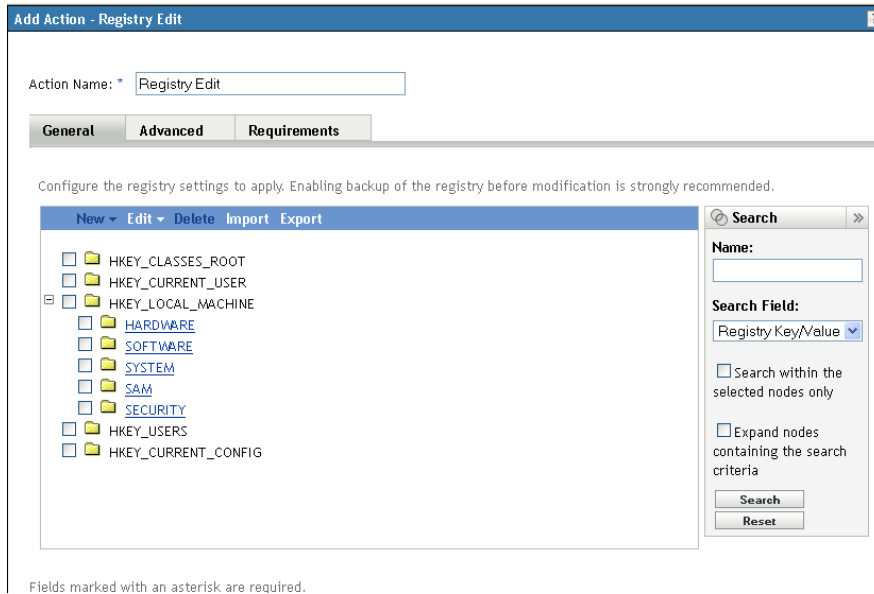 Add Action - Registry Edit
Action Name: * Registry Edit
General Advanced Requirements
Configure the registry settings to apply. Enabling backup of the registry before modification is strongly recommended.
New Edit Delete Import Export
HKEY_CLASSES_ROOT
HKEY_CURRENT_USER
HKEY_LOCAL_MACHINE
HARDWARE
SOFTWARE
SYSTEM
SAM
SECURITY
HKEY_USERS
HKEY_CURRENT_CONFIG
Search
Name:
Search Field:
Registry Key/Value
Search within the
selected nodes only
Expand nodes
containing the search
criteria
Search
Reset
Fields marked with an asterisk are required.